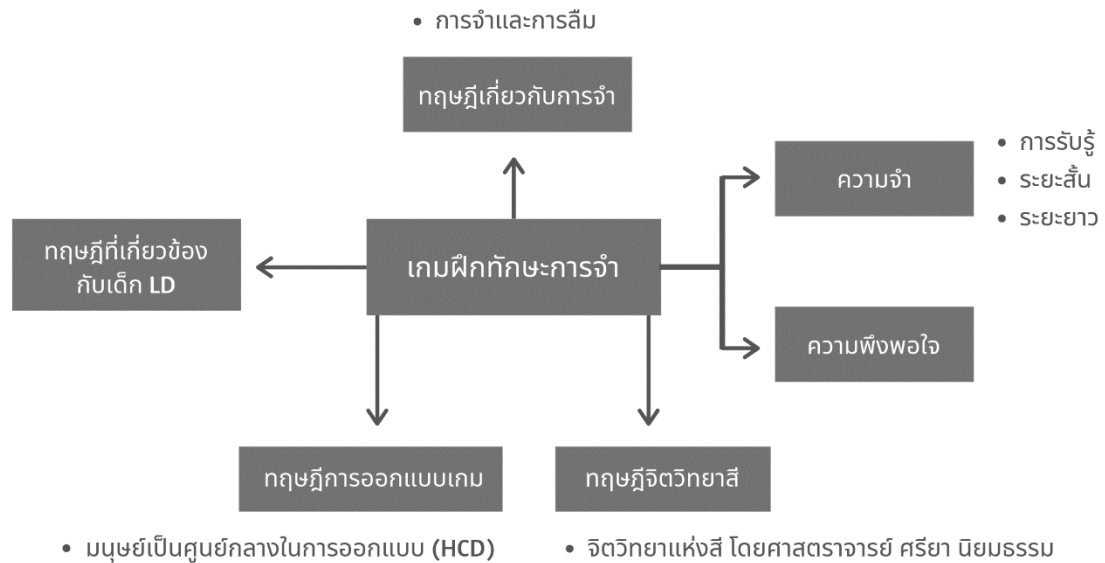 • การจำและการลืม
ทฤษฎีเกี่ยวกับการจำ
ความจำ
• การรับรู้
• ระยะสั้น
• ระยะยาว
ทฤษฎีที่เกี่ยวข้อง
กับเด็ก LD
เกมฝึกทักษะการจำ
ความพึงพอใจ
ทฤษฎีการออกแบบเกม
ทฤษฎีจิตวิทยาสี
• มนุษย์เป็นศูนย์กลางในการออกแบบ (HCD)
• จิตวิทยาแห่งสี โดยศาสตราจารย์ ศรียา นิยมธรรม